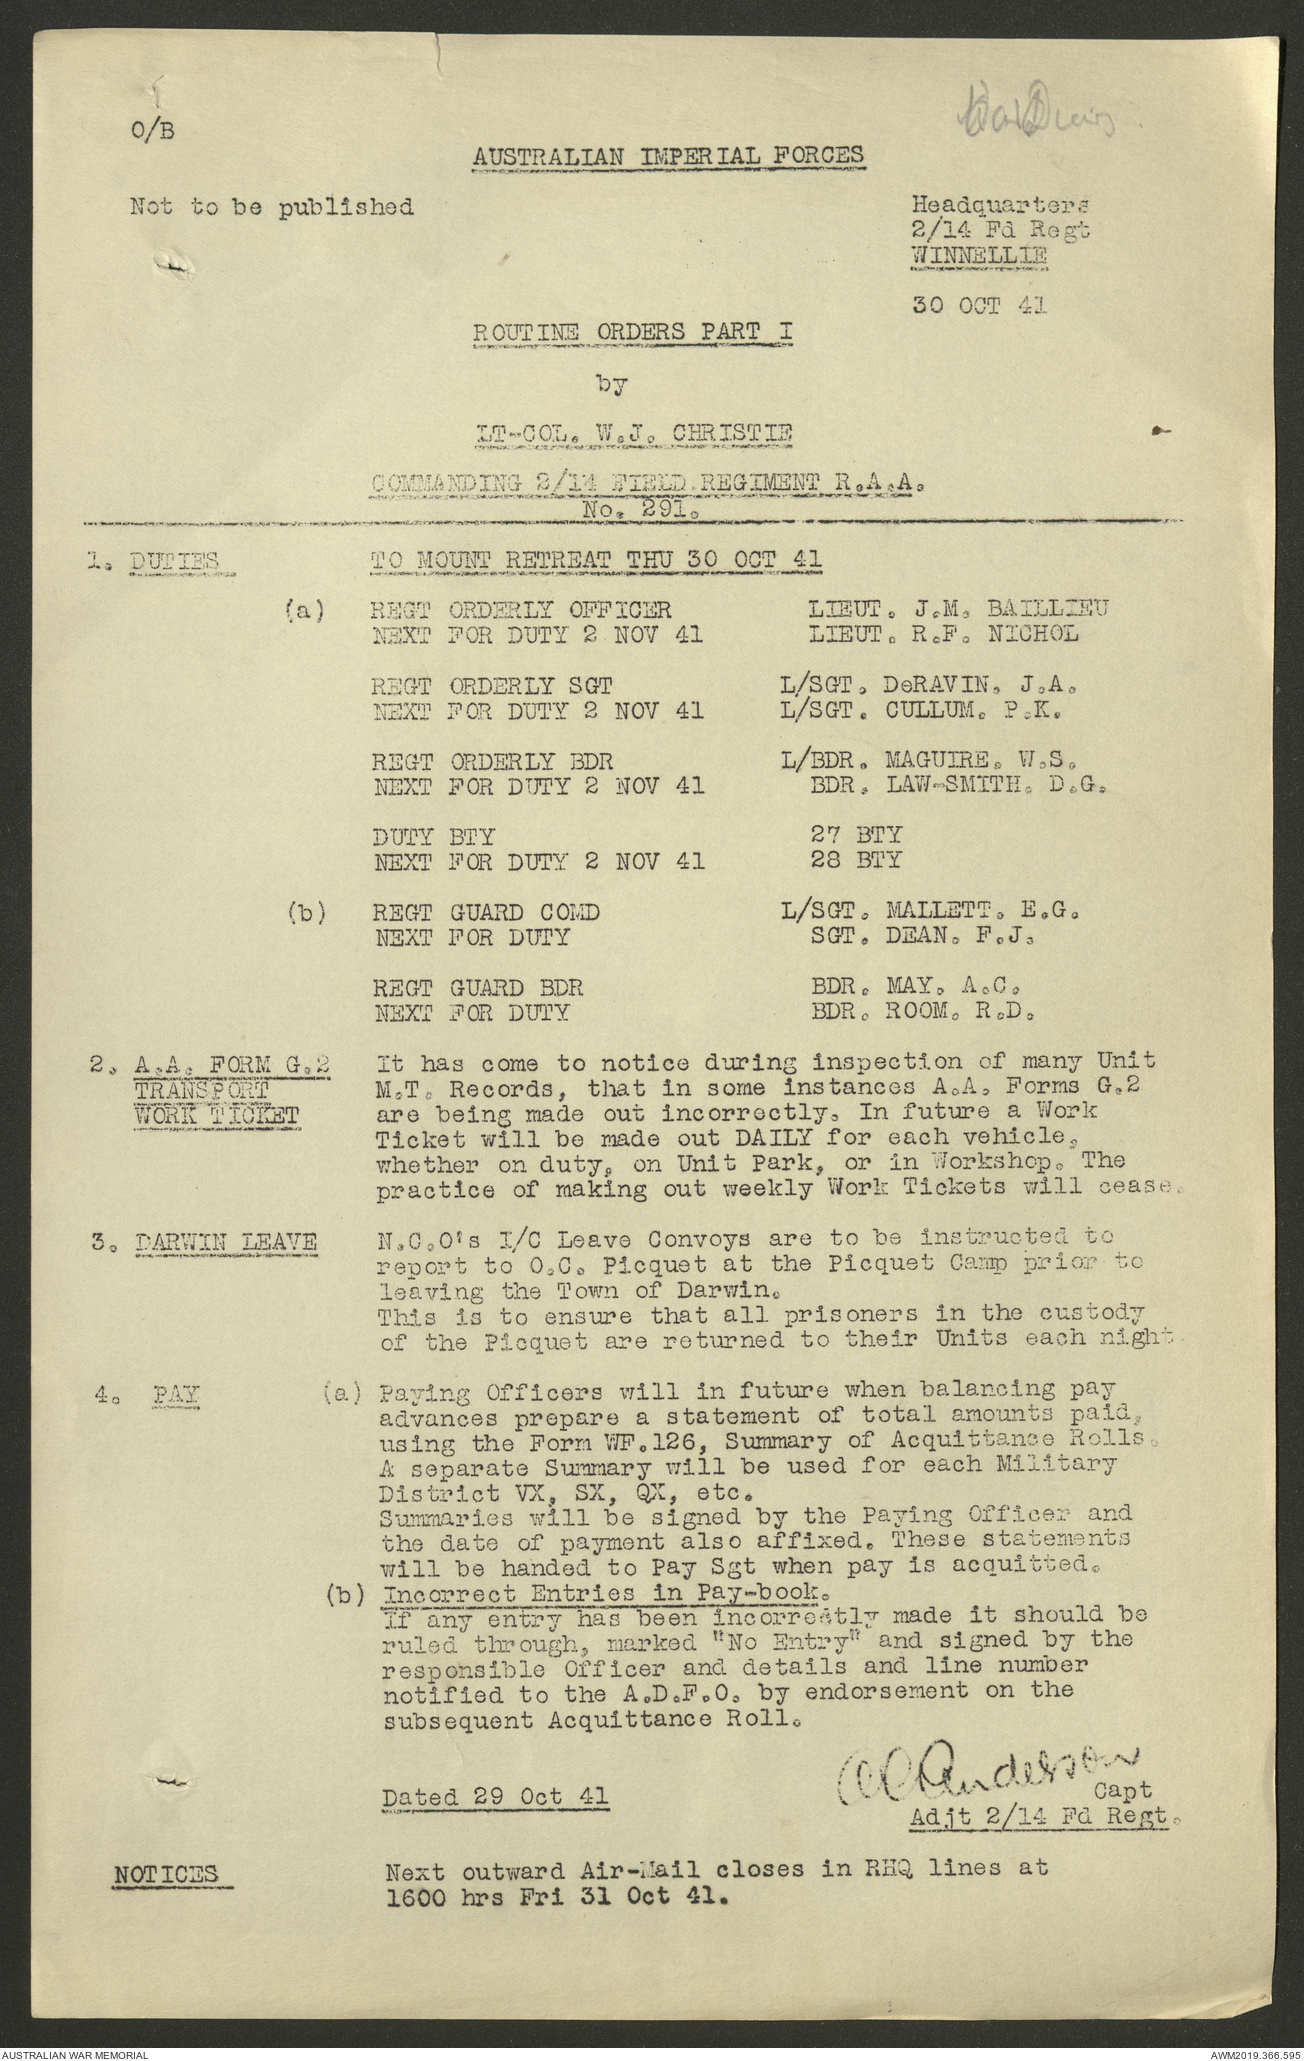 O/B
War Diary
AUSTRALIAN IMPERIAL FORCES
Not to be published
Headquarters
2/14 Fd Regt
WINNELLIE
30 OCT 41
ROUTINE ORDERS PART I
by
LT-COL. W.J. CHRISTIE
COMMANDING 2/14 FIELD REGIMENT R.A.A.
No. 291.
1. DUTIES TO MOUNT RETREAT THU 30 OCT 41
(a) REGT ORDERLY OFFICER LIEUT. J.M. BAILLIEU
NEXT FOR DUTY 2 NOV 41 LIEUT. R.F. NICHOL
REGT ORDERLY SGT L/SGT. DeRAVIN. J.A.
NEXT FOR DUTY 2 NOV 41 L/SGT. CULLUM. P.K.
REGT ORDERLY BDR L/BDR. MAGUIRE. W.S.
NEXT FOR DUTY 2 NOV 41 BDR. LAW-SMITH. D.G.
DUTY BTY 27 BTY
NEXT FOR DUTY 2 NOV 41 28 BTY
(b) REGT GUARD COMD L/SGT. MALLETT. E.G.
NEXT FOR DUTY SGT. DEAN. F.J.
REGT GUARD BDR BDR. MAY. A.C.
NEXT FOR DUTY BDR. ROOM. R.D.
2. A.A. FORM G.2 It has come to notice during inspection of many Unit
TRANSPORT M.T. Records, that in some instances A.A. Forms G.2
WORK TICKET are being made out incorrectly. In future a Work
Ticket will be made out DAILY for each vehicle,
whether on duty, on Unit Park, or in Workshop. The
practice of making out weekly Work Tickets will cease.
3. DARWIN LEAVE N.C.O's I/C Leave Convoys are to be instructed to
report to O.C. Picquet at the Picquet Camp prior to
leaving the Town of Darwin.
This is to ensure that all prisoners in the custody
of the Picquet are returned to their Units each night.
4. PAY (a) Paying Officers will in future when balancing pay
advances prepare a statement of total amounts paid,
using the Form WF.126, Summary of Acquittance Rolls.
A separate Summary will be used for each Military
District VX, SX, QX, etc.
Summaries will be signed by the Paying Officer and
the date of payment also affixed. These statements
will be handed to Pay Sgt when pay is acquitted.
(b) Incorrect Entries in Pay-book.
If any entry has been incorrectly made it should be
ruled through, marked "No Entry" and signed by the
responsible Officer and details and line number
notified to the A.D.F.O. by endorsement on the
subsequent Acquittance Roll.
Anderson
Dated 29 Oct 41 Capt
Adjt 2/14 Fd Regt.
NOTICES Next outward Air-Mail closes in RHQ lines at
1600 hrs Fri 31 Oct 41.
AUSTRALIAN WAR MEMORIAL AWM2019.366.595